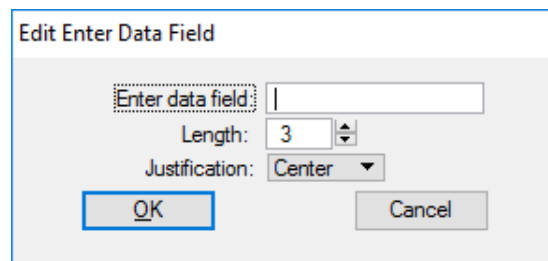 Edit Enter Data Field
Enter data field:
Length: 3
Justification: Center
OK Cancel